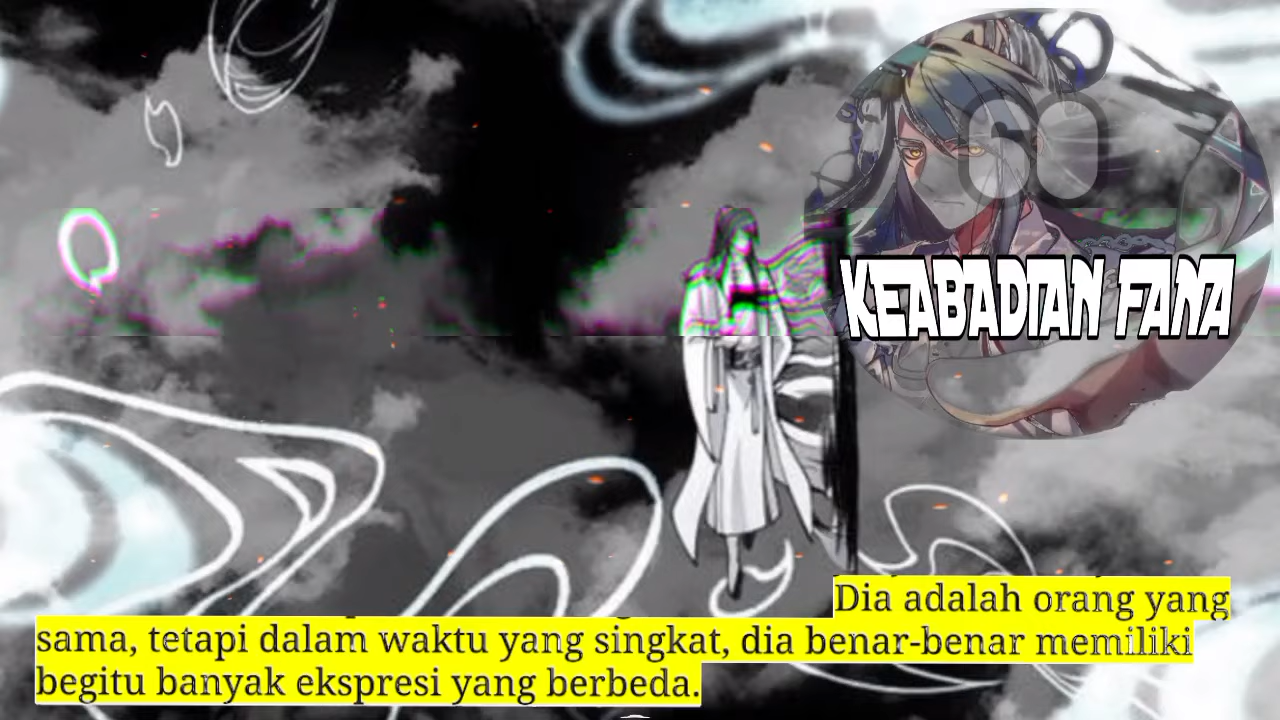 KEABADIAN FANA
Dia adalah orang yang
sama, tetapi dalam waktu yang singkat, dia benar-benar memiliki
begitu banyak ekspresi yang berbeda.